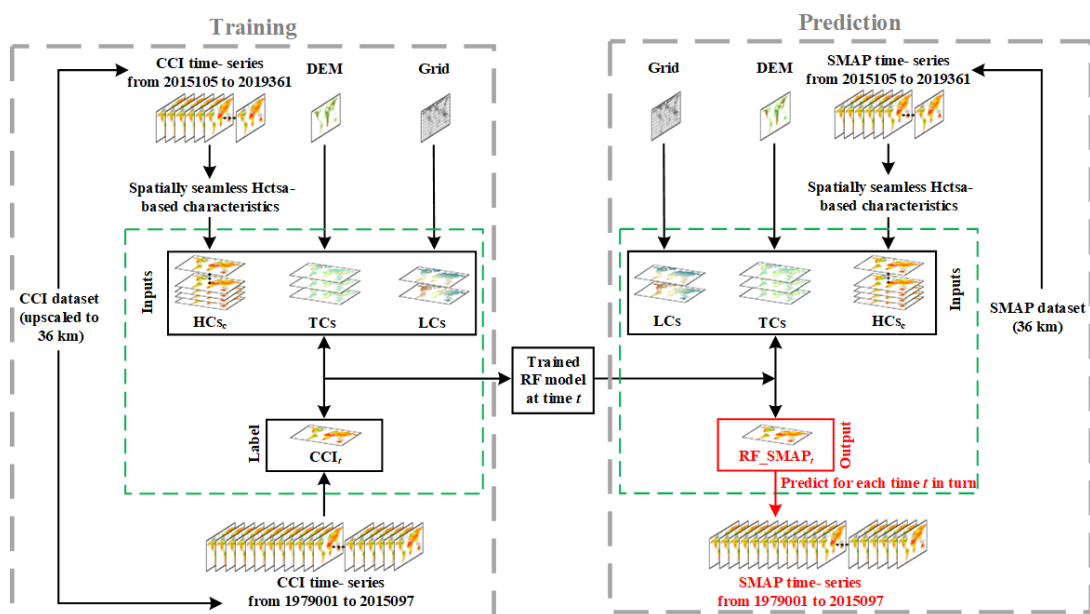 Training
CCI time- series
from 2015105 to 2019361
DEM
Grid
Spatially seamless Hctsa-
based characteristics
Inputs
HCsc
TCs
LCs
CCI dataset
(upscaled to
36 km)
Label
CCIt
CCI time- series
from 1979001 to 2015097
Trained
RF model
at time t
Prediction
Grid
DEM
SMAP time- series
from 2015105 to 2019361
Spatially seamless Hctsa-
based characteristics
LCs
TCs
HCsc
Inputs
SMAP dataset
(36 km)
RF_SMAPt
Output
Predict for each time t in turn
SMAP time- series
from 1979001 to 2015097